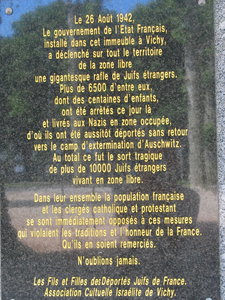 Le 26 Août 1942,
Le gouvernement de l'Etat Français,
installé dans cet immeuble à Vichy,
a déclenché sur tout le territoire
de la zone libre
une gigantesque rafle de Juifs étrangers.
Plus de 6500 d'entre eux,
dont des centaines d'enfants,
ont été arrêtés ce jour là
et livrés aux Nazis en zone occupée,
d'où ils ont été aussitôt déportés sans retour
vers le camp d'extermination d'Auschwitz.
Au total ce fut le sort tragique
de plus de 10000 Juifs étrangers
vivant en zone libre.
Dans leur ensemble la population française
et les clergés catholique et protestant
se sont immédiatement opposés à ces mesures
qui violaient les traditions et l'honneur de la France.
Qu'ils en soient remerciés.
N'oublions jamais.
Les Fils et Filles des Déportés Juifs de France.
Association Cultuelle Israélite de Vichy.